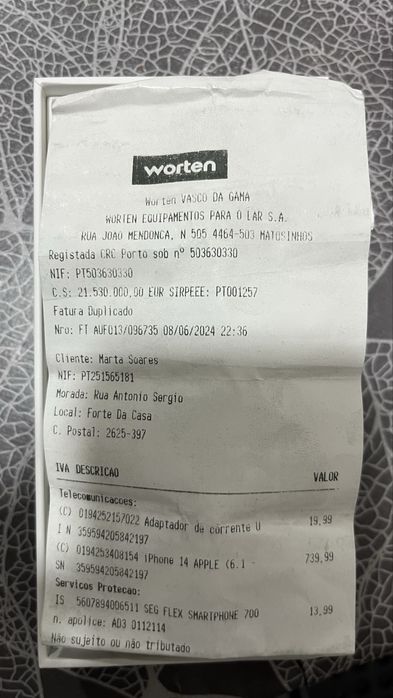 worten
Worten VASCO DA GAMA
WORTEN EQUIPAMENTOS PARA O LAR S.A.
RUA JOAO MENDONCA, N 505 4464-503 MATOSINHOS
Registada CRC Porto sob nº 503630330
NIF: PT503630330
C.S: 21.530.000,00 EUR SIRPEEE: PT001257
Fatura Duplicado
Nro: FT AUF013/096735 08/06/2024 22:36
Cliente: Marta Soares
NIF: PT251565181
Morada: Rua Antonio Sergio
Local: Forte Da Casa
C. Postal: 2625-397
IVA DESCRICAO VALOR
Telecomunicacoes:
(C) 0194252157022 Adaptador de corrente U 19,99
I N 359594205842197
(C) 0194253408154 iPhone 14 APPLE (6.1 - 739,99
SN 359594205842197
Servicos Protecao:
IS 5607894006511 SEG FLEX SMARTPHONE 700 13,99
n. apolice: AD3 0112114
Não sujeito ou não tributado